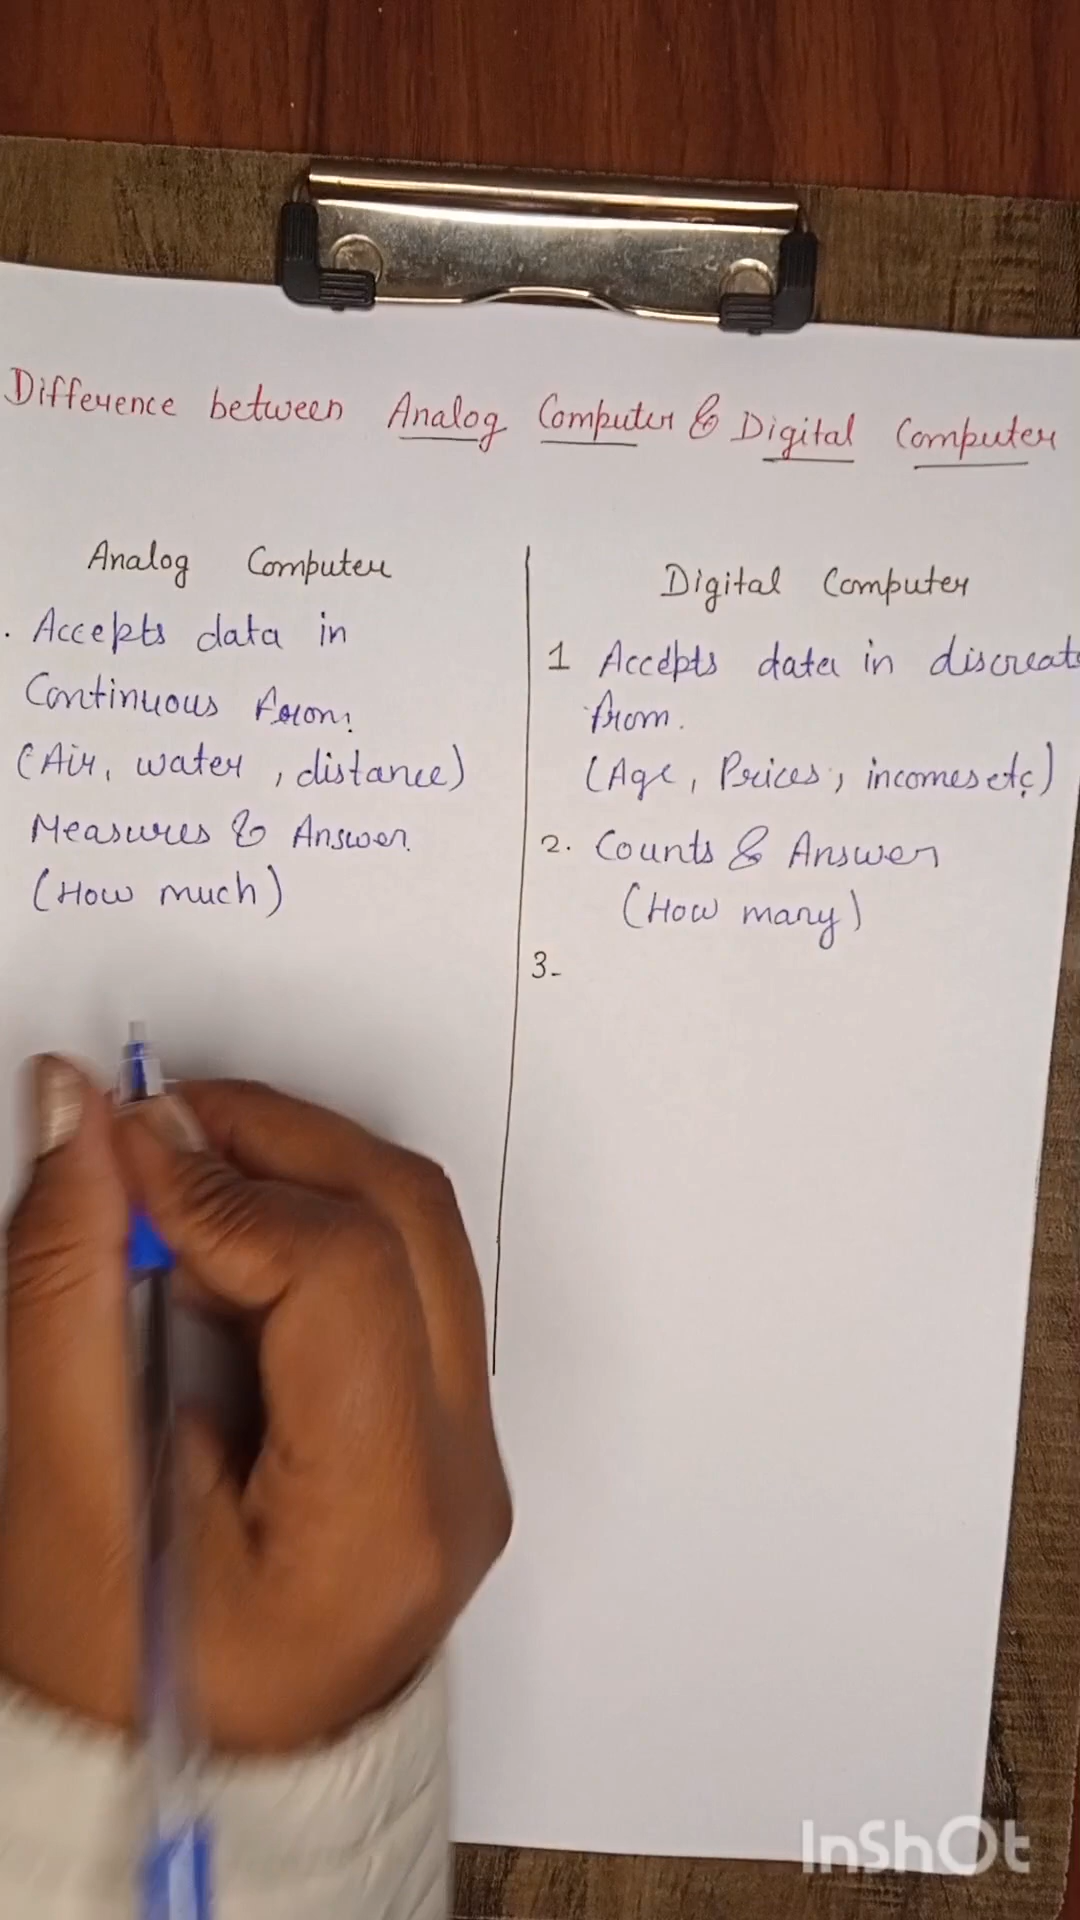 Difference between Analog Computer & Digital Computer
Analog Computer
. Accepts data in
Continuous form.
(Air, water, distance)
Measures & Answer.
(How much)
Digital Computer
1 Accepts data in discreate
from.
(Age, Prices, incomes etc)
2. Counts & Answer
(How many)
3-
InShOt